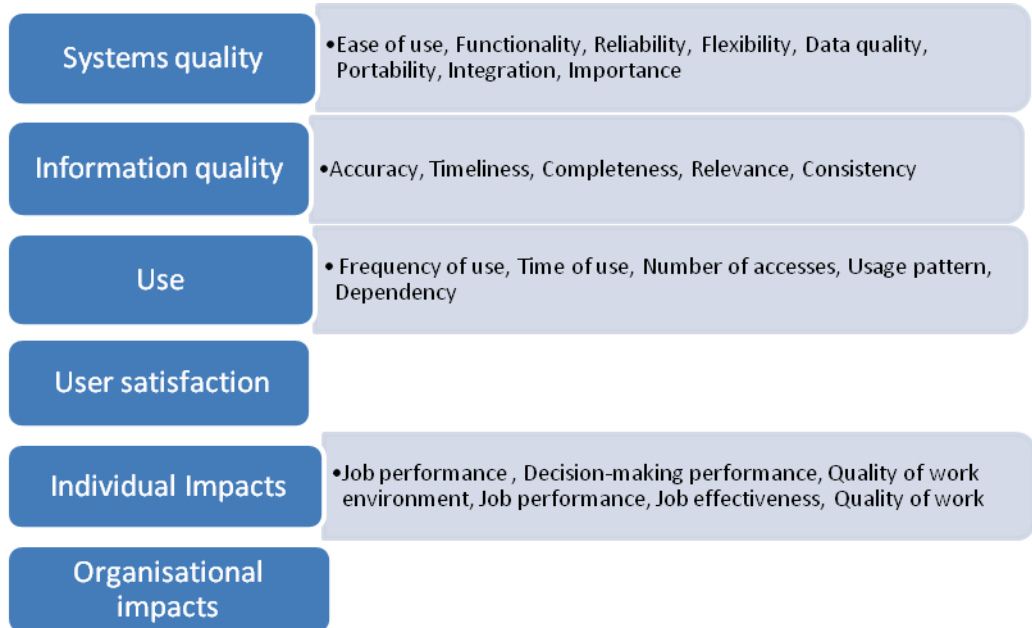 Systems quality
•Ease of use, Functionality, Reliability, Flexibility, Data quality,
Portability, Integration, Importance
Information quality
•Accuracy, Timeliness, Completeness, Relevance, Consistency
Use
• Frequency of use, Time of use, Number of accesses, Usage pattern,
Dependency
User satisfaction
Individual Impacts
•Job performance , Decision-making performance, Quality of work
environment, Job performance, Job effectiveness, Quality of work
Organisational
impacts